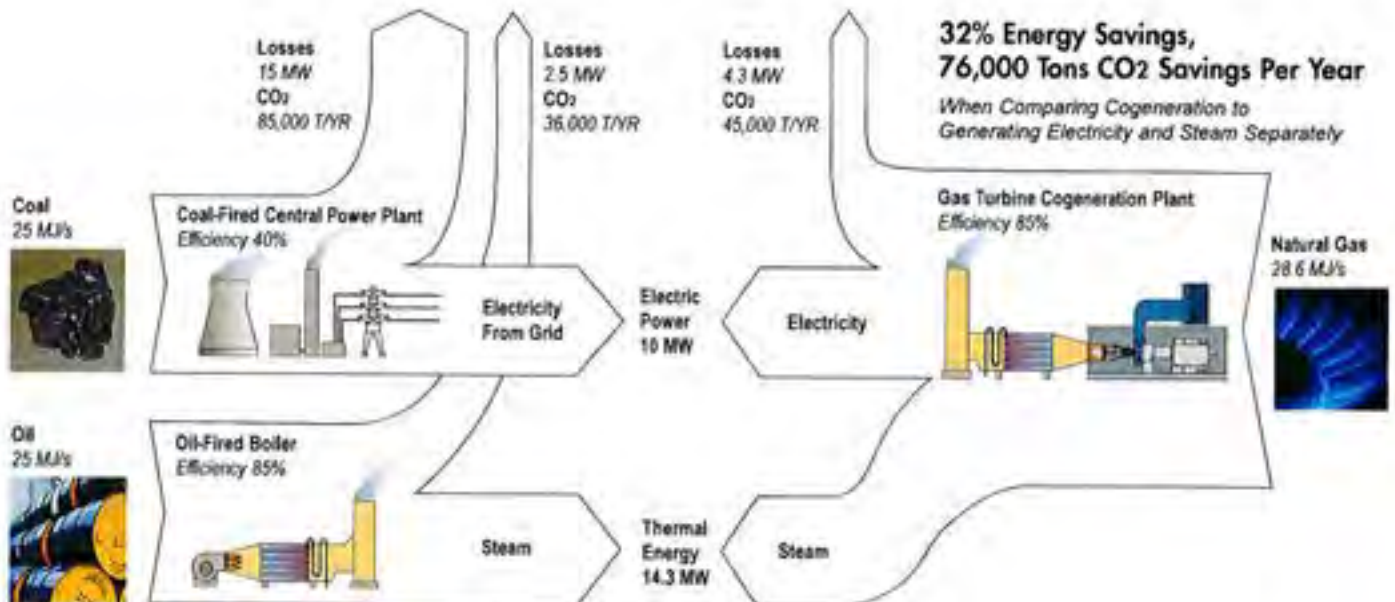 Losses
15 MW
CO2
85,000 T/YR
Losses
2.5 MW
CO2
36,000 T/YR
Losses
4.3 MW
CO2
45,000 T/YR
32% Energy Savings,
76,000 Tons CO2 Savings Per Year
When Comparing Cogeneration to
Generating Electricity and Steam Separately
Coal
25 MJ/s
Coal-Fired Central Power Plant
Efficiency 40%
Electricity
From Grid
Electric
Power
10 MW
Electricity
Gas Turbine Cogeneration Plant
Efficiency 85%
Natural Gas
28.6 MJ/s
Oil
25 MJ/s
Oil-Fired Boiler
Efficiency 85%
Steam
Thermal
Energy
14.3 MW
Steam